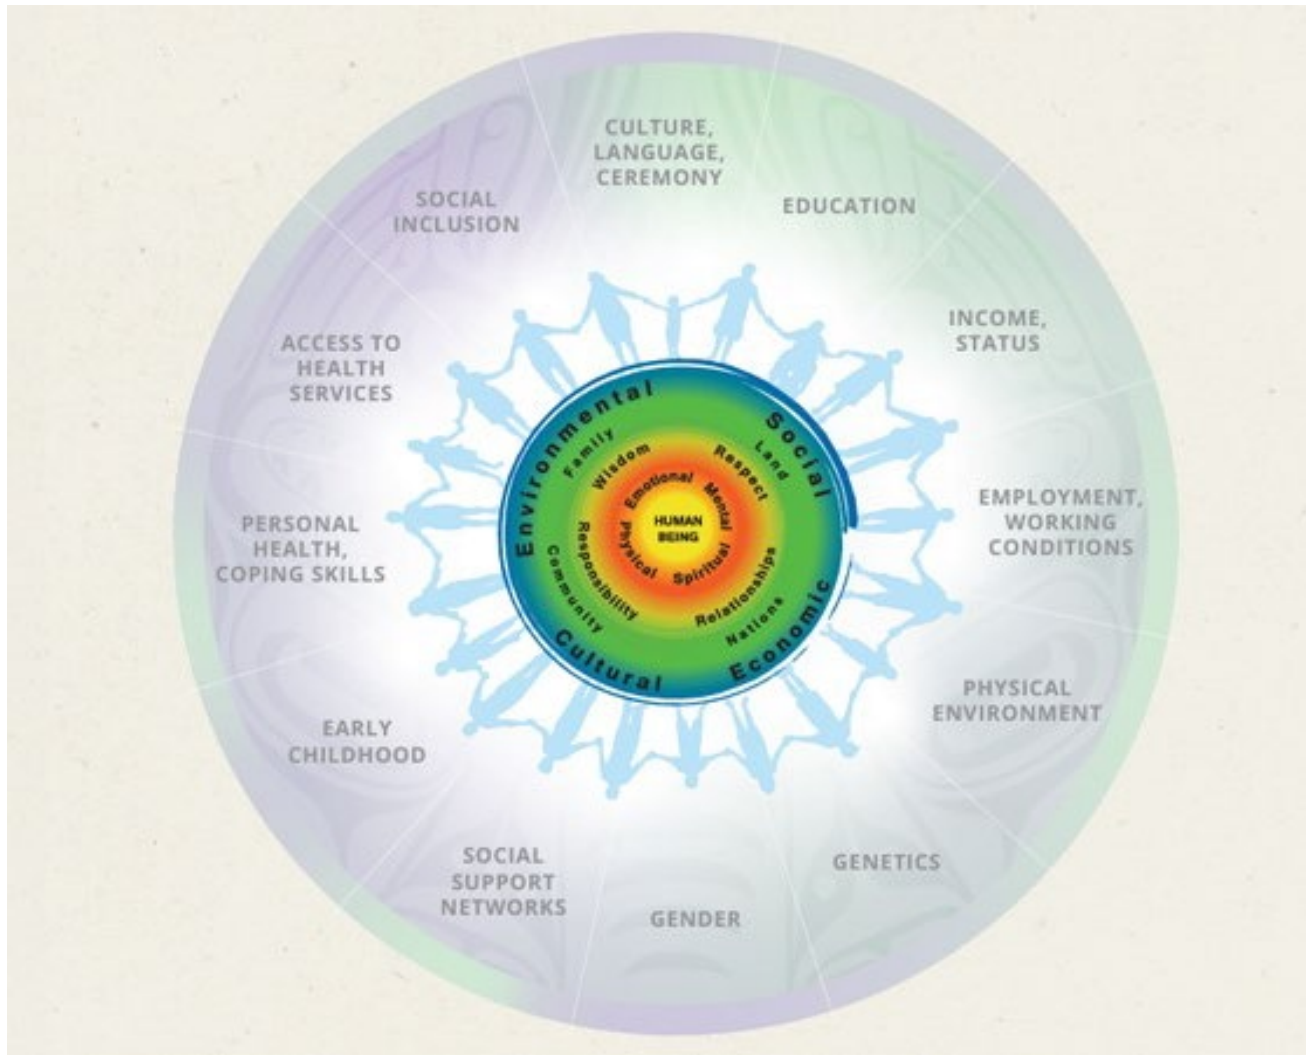 CULTURE,
LANGUAGE,
CEREMONY
EDUCATION
INCOME,
STATUS
EMPLOYMENT,
WORKING
CONDITIONS
PHYSICAL
ENVIRONMENT
GENETICS
GENDER
SOCIAL
SUPPORT
NETWORKS
EARLY
CHILDHOOD
PERSONAL
HEALTH,
COPING SKILLS
ACCESS TO
HEALTH
SERVICES
SOCIAL
INCLUSION
Environmental
Social
Economic
Cultural
Family
Land
Nations
Community
Wisdom
Respect
Relationships
Responsibility
Emotional
Mental
Spiritual
Physical
HUMAN
BEING